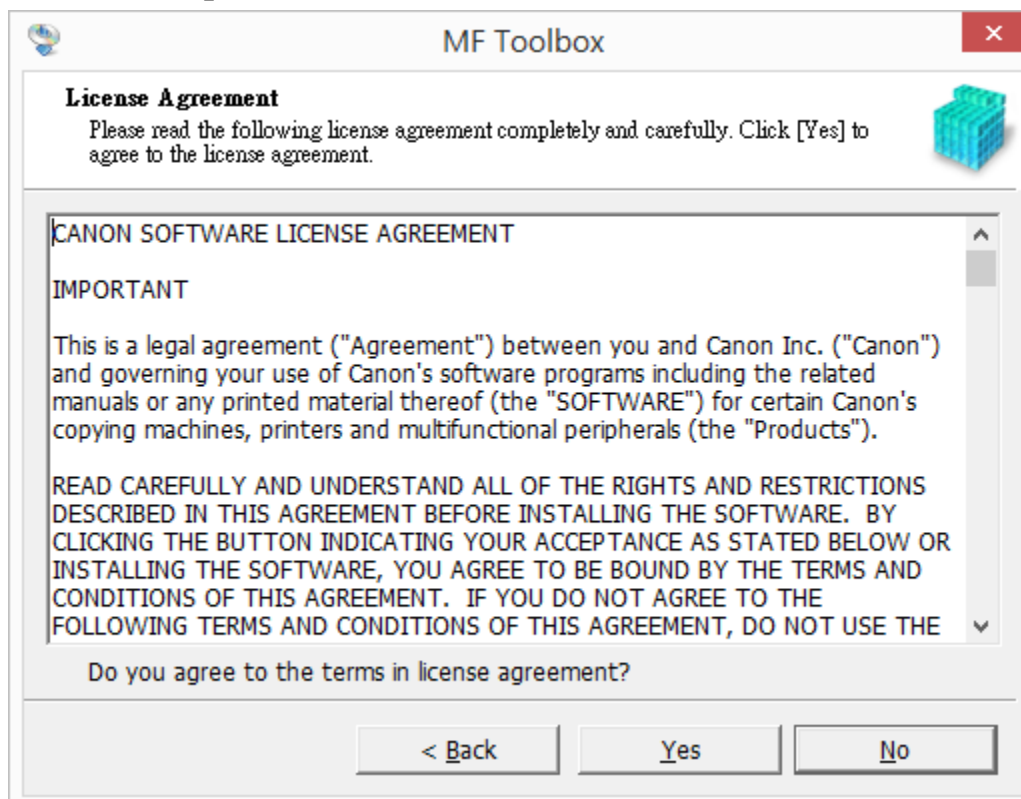 MF Toolbox
License Agreement
Please read the following license agreement completely and carefully. Click [Yes] to
agree to the license agreement.
CANON SOFTWARE LICENSE AGREEMENT
IMPORTANT
This is a legal agreement ("Agreement") between you and Canon Inc. ("Canon")
and governing your use of Canon's software programs including the related
manuals or any printed material thereof (the "SOFTWARE") for certain Canon's
copying machines, printers and multifunctional peripherals (the "Products").
READ CAREFULLY AND UNDERSTAND ALL OF THE RIGHTS AND RESTRICTIONS
DESCRIBED IN THIS AGREEMENT BEFORE INSTALLING THE SOFTWARE.  BY
CLICKING THE BUTTON INDICATING YOUR ACCEPTANCE AS STATED BELOW OR
INSTALLING THE SOFTWARE, YOU AGREE TO BE BOUND BY THE TERMS AND
CONDITIONS OF THIS AGREEMENT.  IF YOU DO NOT AGREE TO THE
FOLLOWING TERMS AND CONDITIONS OF THIS AGREEMENT, DO NOT USE THE
Do you agree to the terms in license agreement?
< Back Yes No